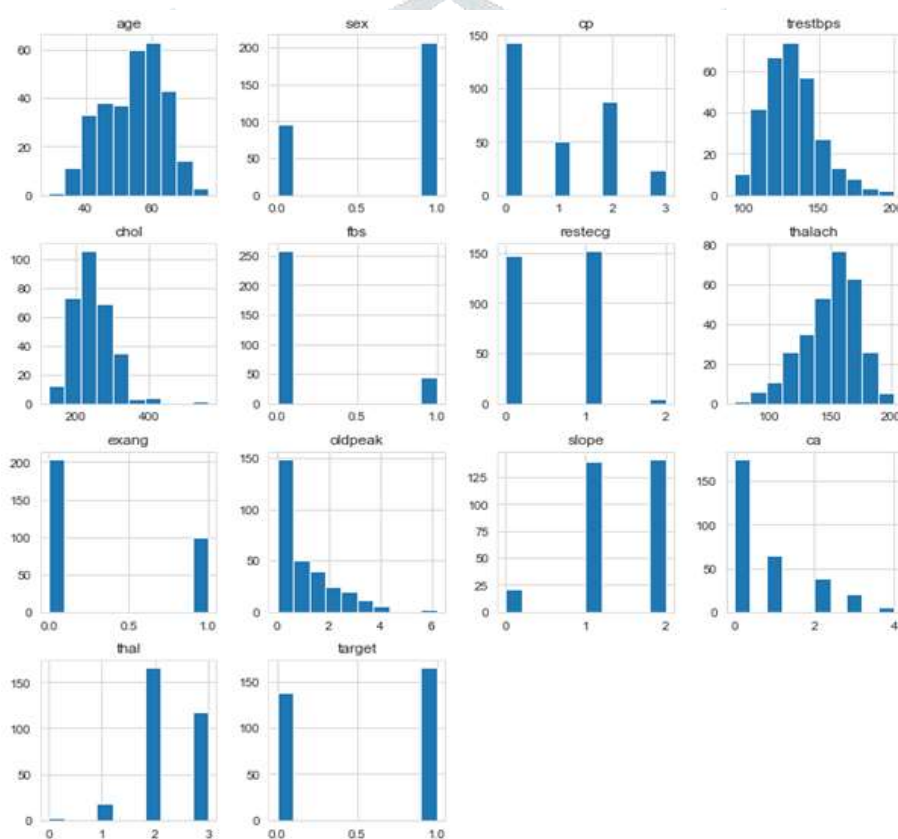 age sex cp trestbps
60 200 150 60
40 150 100 40
20 100 50 20
0 50 0 0
0
40 60 0.0 0.5 1.0 0 1 2 3 100 150 200
chol fbs restecg thalach
100 250 150 80
80 200 100 60
60 150 50 40
40 100 0 20
20 50 0
0 0
200 400 0.0 0.5 1.0 0 1 2 100 150 200
exang oldpeak slope ca
200 150 125 150
150 100 100 100
100 50 75 50
50 0 50 0
0 25
0
0.0 0.5 1.0 0 2 4 6 0 1 2 0 2 4
thal target
150 150
100 100
50 50
0 0
0 1 2 3 0.0 0.5 1.0